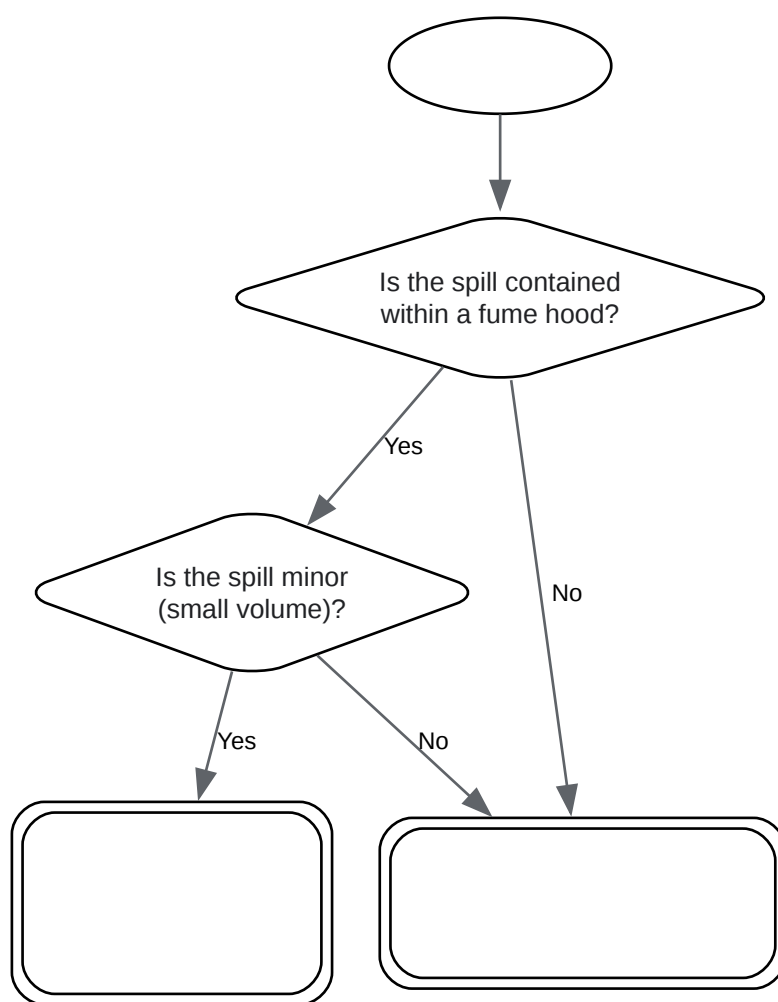 Is the spill contained
within a fume hood?
Yes
No
Is the spill minor
(small volume)?
Yes
No